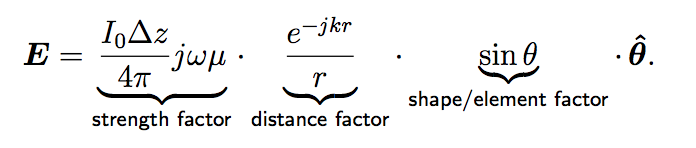 E = I₀Δz/4π jωμ · e^{-jkr}/r · sin θ · θ̂.
strength factor distance factor shape/element factor